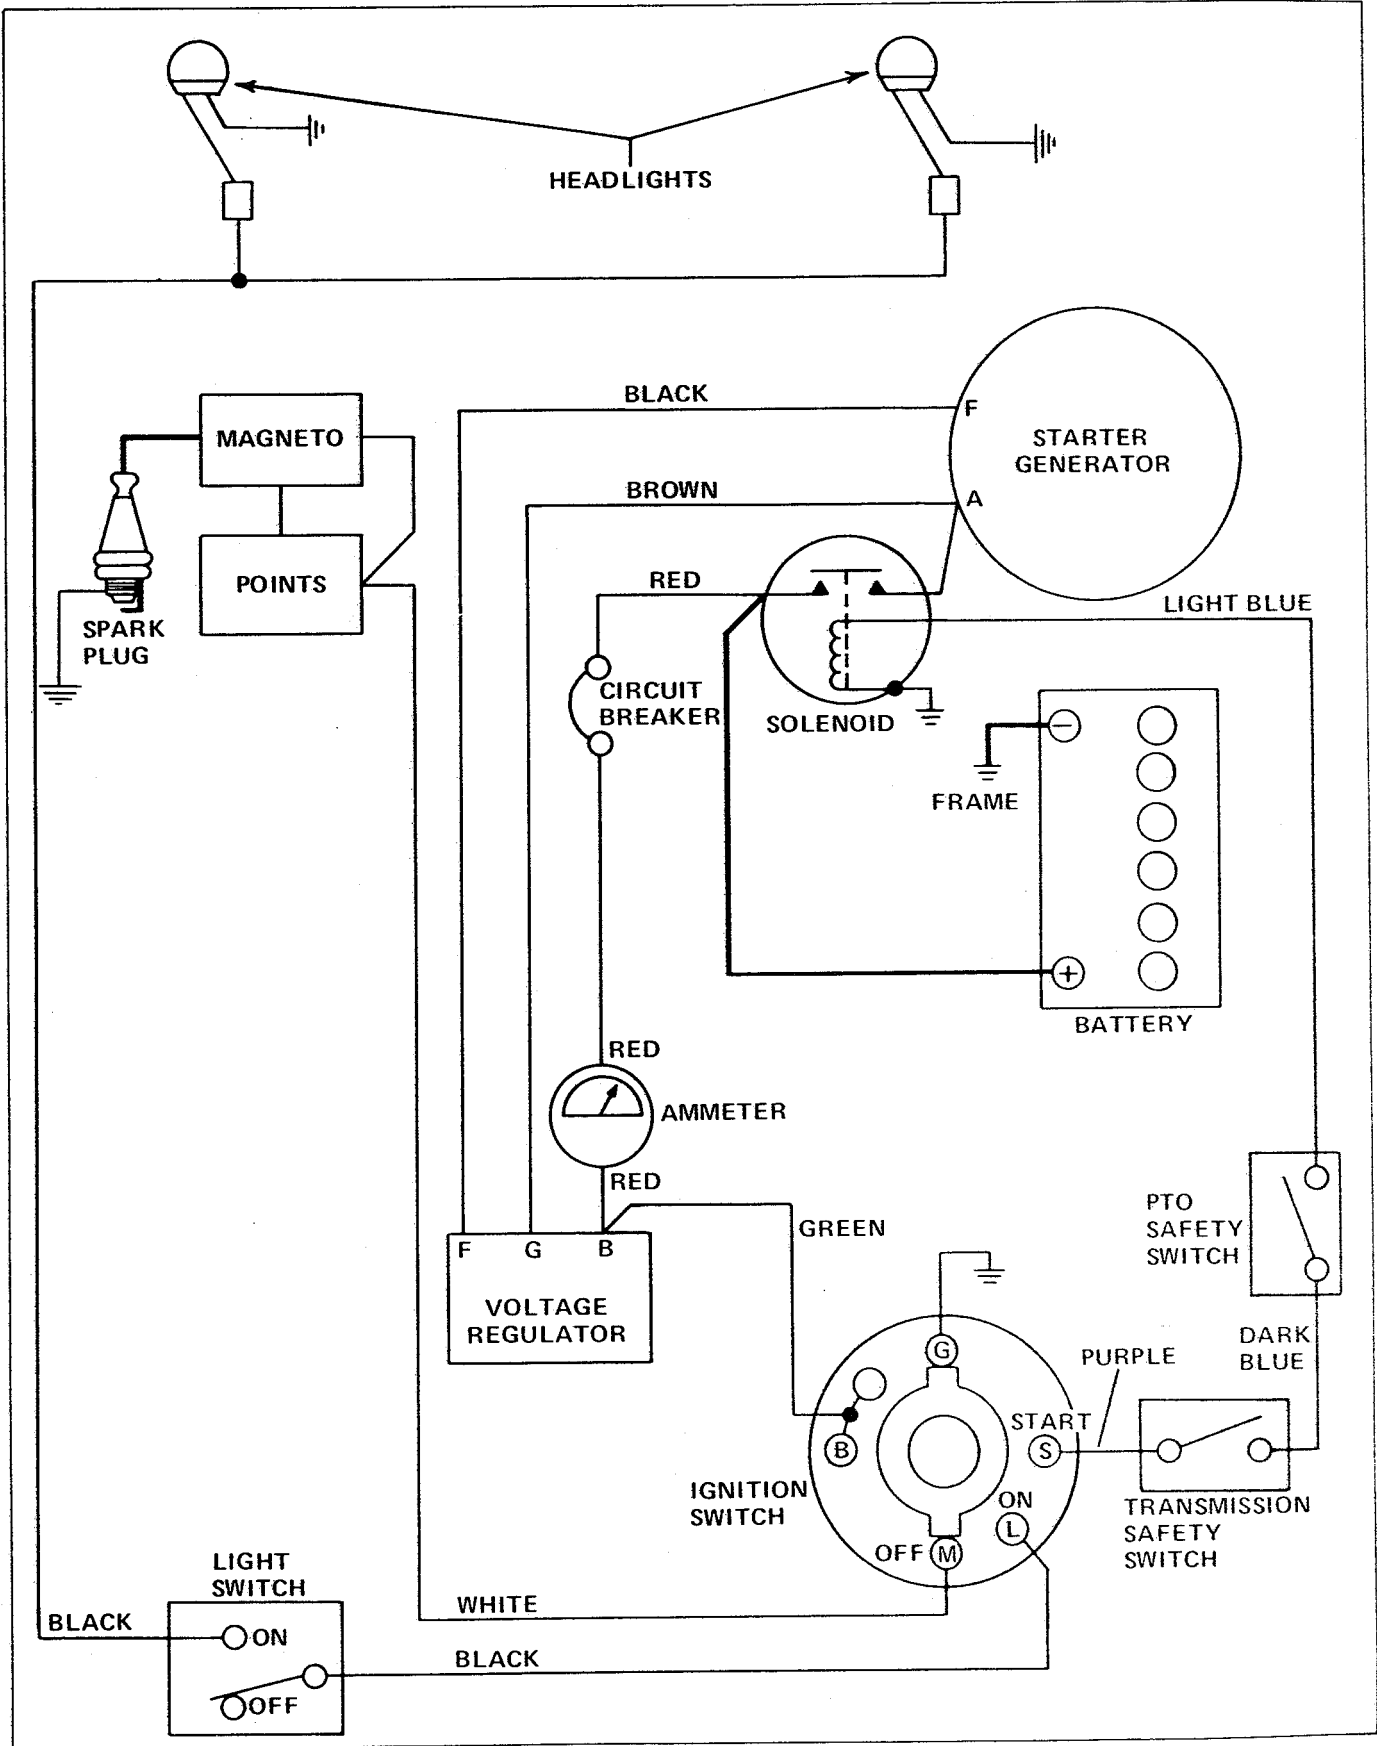 HEADLIGHTS
BLACK
F
STARTER
GENERATOR
MAGNETO
BROWN
A
RED
POINTS
LIGHT BLUE
SPARK
PLUG
CIRCUIT
BREAKER
SOLENOID
−
FRAME
+
BATTERY
RED
AMMETER
RED
PTO
SAFETY
SWITCH
GREEN
F G B
VOLTAGE
REGULATOR
G
DARK
BLUE
PURPLE
START
B
S
IGNITION
SWITCH
ON
L
TRANSMISSION
SAFETY
SWITCH
OFF M
LIGHT
SWITCH
WHITE
BLACK
ON
BLACK
OFF